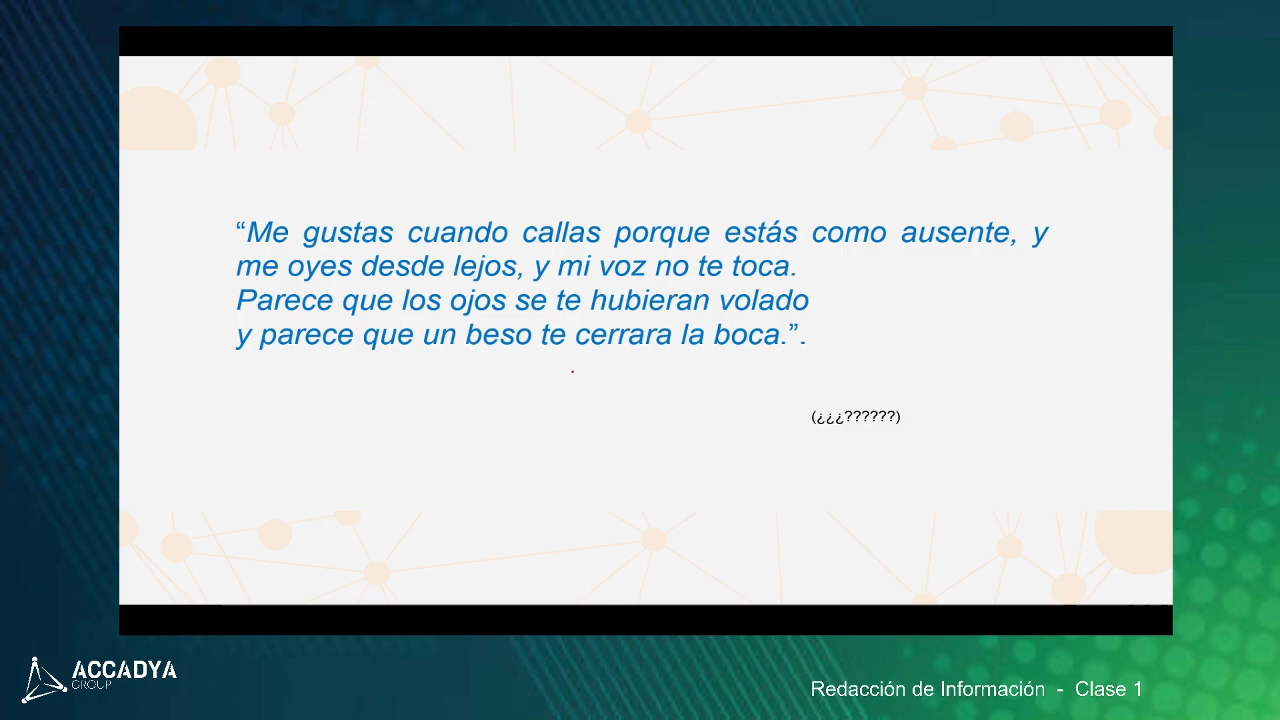 “Me gustas cuando callas porque estás como ausente, y
me oyes desde lejos, y mi voz no te toca.
Parece que los ojos se te hubieran volado
y parece que un beso te cerrara la boca.”.
(¿¿¿??????)
ACCADYA
GROUP
Redacción de Información - Clase 1